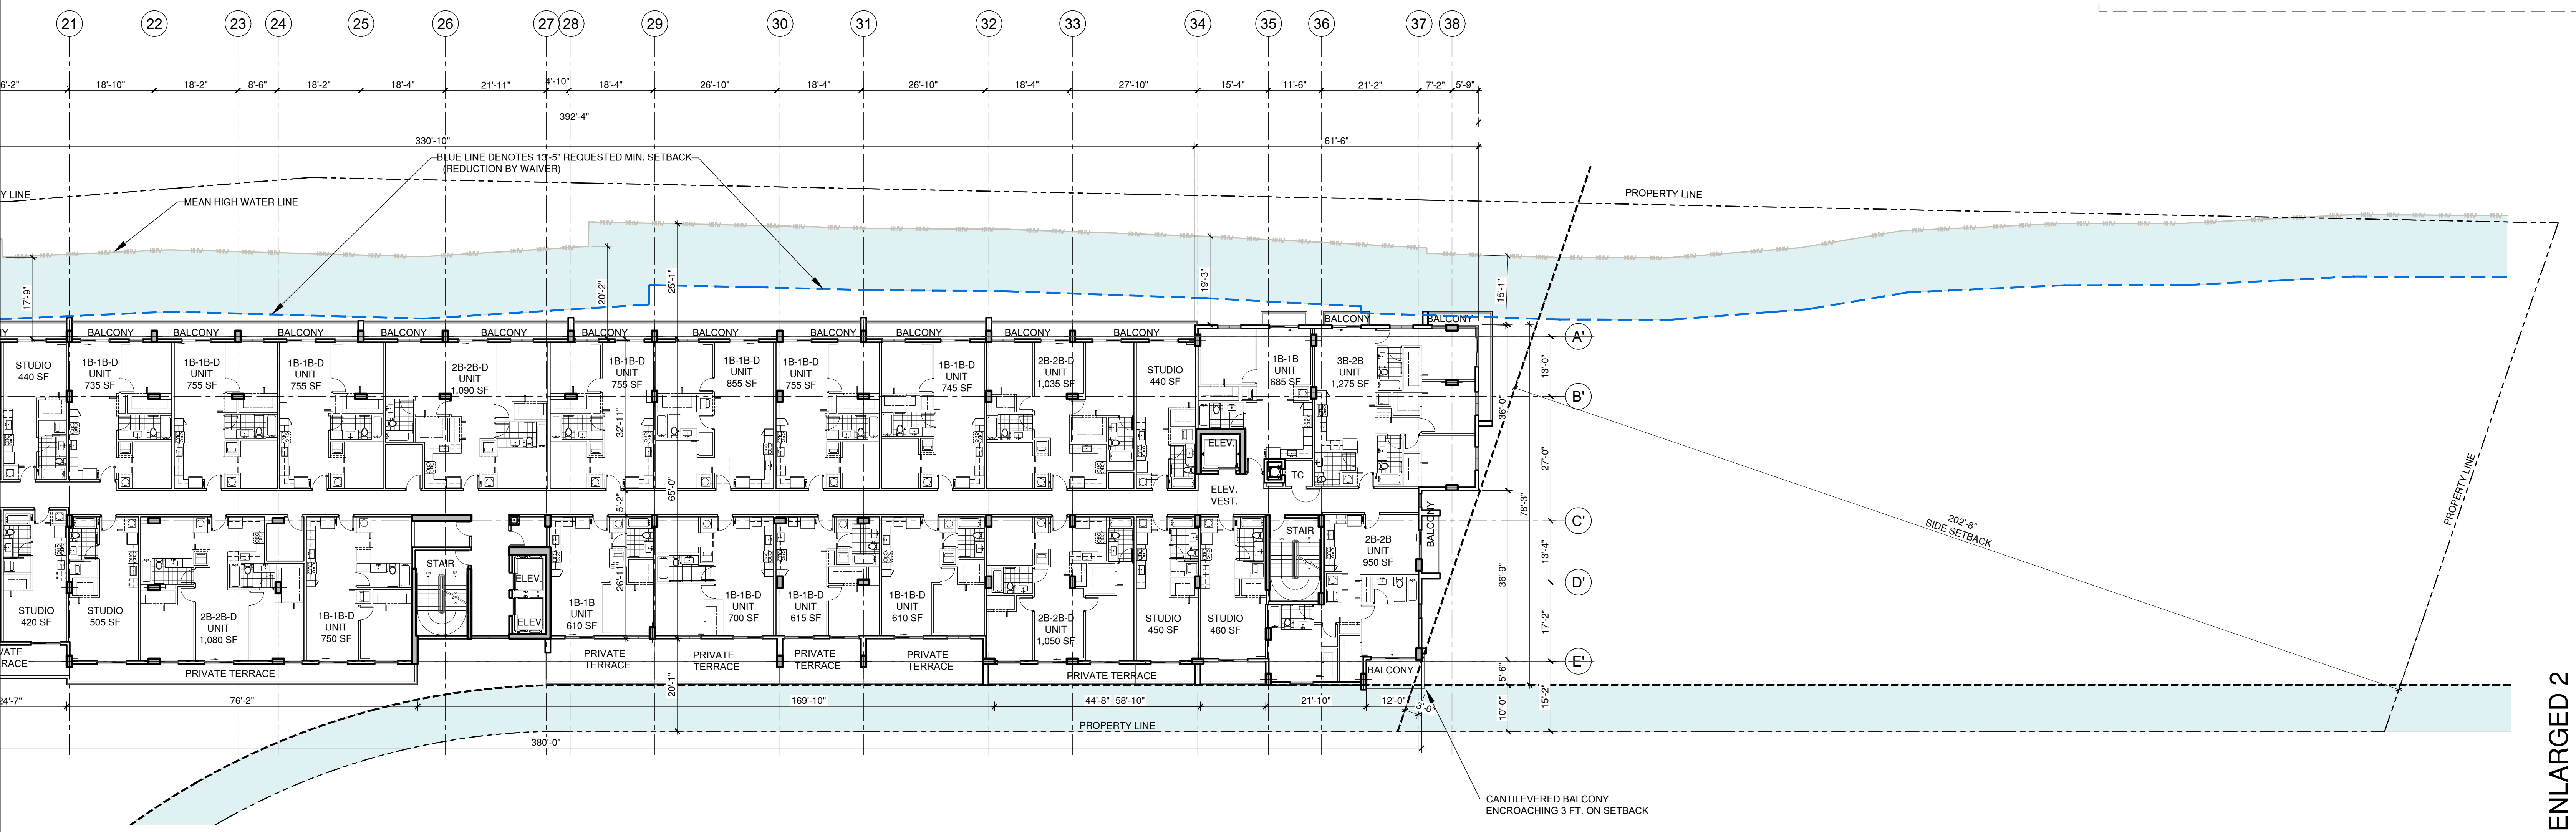 21 22 23 24 25 26 27 28 29 30 31 32 33 34 35 36 37 38
6'-2" 18'-10" 18'-2" 8'-6" 18'-2" 18'-4" 21'-11" 4'-10" 18'-4" 26'-10" 18'-4" 26'-10" 18'-4" 27'-10" 15'-4" 11'-6" 21'-2" 7'-2" 5'-9"
392'-4"
330'-10" 61'-6"
BLUE LINE DENOTES 13'-5" REQUESTED MIN. SETBACK
(REDUCTION BY WAIVER)
Y LINE
MEAN HIGH WATER LINE
PROPERTY LINE
17'-9"
20'-2"
25'-1"
19'-3"
15'-1"
Y BALCONY BALCONY BALCONY BALCONY BALCONY BALCONY BALCONY BALCONY BALCONY BALCONY BALCONY BALCONY BALCONY
A'
STUDIO
440 SF
1B-1B-D
UNIT
735 SF
1B-1B-D
UNIT
755 SF
1B-1B-D
UNIT
755 SF
2B-2B-D
UNIT
1,090 SF
1B-1B-D
UNIT
755 SF
1B-1B-D
UNIT
855 SF
1B-1B-D
UNIT
755 SF
1B-1B-D
UNIT
745 SF
2B-2B-D
UNIT
1,035 SF
STUDIO
440 SF
1B-1B
UNIT
685 SF
3B-2B
UNIT
1,275 SF
13'-0"
B'
36'-0"
32'-11"
27'-0"
ELEV.
TC
ELEV.
VEST.
65'-0"
5'-2"
78'-3"
BALCONY
C'
202'-8"
SIDE SETBACK
PROPERTY LINE
STAIR
STAIR
2B-2B
UNIT
950 SF
13'-4"
ELEV.
ELEV.
26'-11"
36'-9"
D'
STUDIO
420 SF
STUDIO
505 SF
2B-2B-D
UNIT
1,080 SF
1B-1B-D
UNIT
750 SF
1B-1B
UNIT
610 SF
1B-1B-D
UNIT
700 SF
1B-1B-D
UNIT
615 SF
1B-1B-D
UNIT
610 SF
2B-2B-D
UNIT
1,050 SF
STUDIO
450 SF
STUDIO
460 SF
17'-2"
VATE
RACE
PRIVATE
TERRACE
PRIVATE
TERRACE
PRIVATE
TERRACE
PRIVATE
TERRACE
E'
PRIVATE TERRACE
PRIVATE TERRACE
BALCONY
5'-6"
20'-1"
24'-7" 76'-2" 169'-10" 44'-8" 58'-10" 21'-10" 12'-0" 3'-0"
10'-0"
15'-2"
PROPERTY LINE
380'-0"
CANTILEVERED BALCONY
ENCROACHING 3 FT. ON SETBACK
ENLARGED 2